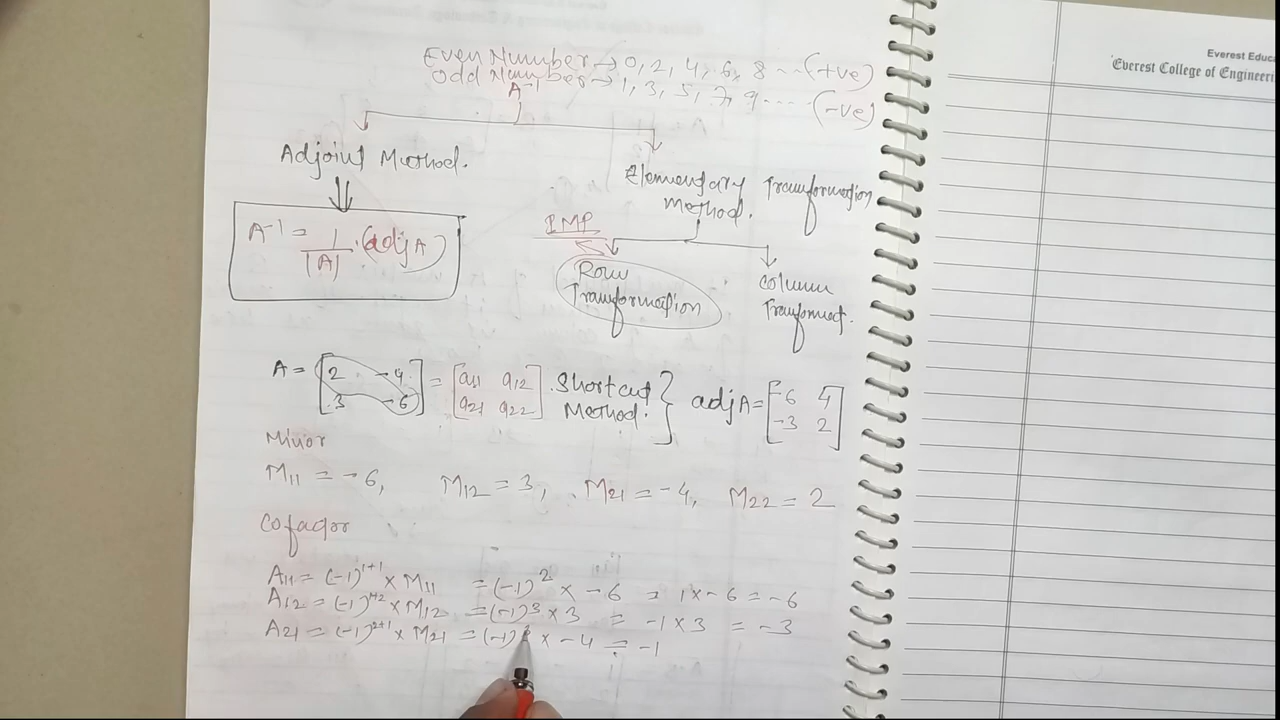 Even Number → 0, 2, 4, 6, 8 ... (+ve)
Odd Number → 1, 3, 5, 7, 9 .... (-ve)
A⁻¹
Adjoint Method.
Elementary Transformation
Method.
A⁻¹ = 1/|A| . (adj A)
IMP
Row
Transformation
Column
Transformat.
A = [2 -4; 3 -6] = [a11 a12; a21 a22] Shortcut Method. } adj A = [-6 4; -3 2]
Minor
M11 = -6, M12 = 3, M21 = -4, M22 = 2
Cofactor
A11 = (-1)¹⁺¹ × M11 = (-1)² × -6 = 1 × -6 = -6
A12 = (-1)¹⁺² × M12 = (-1)³ × 3 = -1 × 3 = -3
A21 = (-1)²⁺¹ × M21 = (-1)³ × -4 = -1
Everest Educa
Everest College of Engineeri